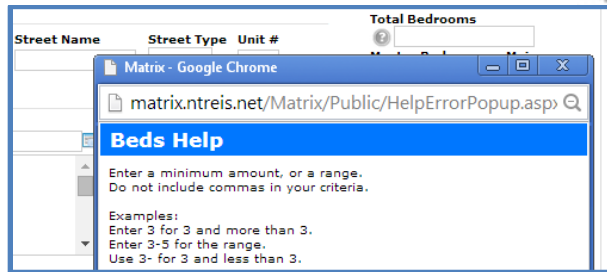 Total Bedrooms
Street Name Street Type Unit #
Matrix - Google Chrome
matrix.ntreis.net/Matrix/Public/HelpErrorPopup.aspx
Beds Help
Enter a minimum amount, or a range.
Do not include commas in your criteria.
Examples:
Enter 3 for 3 and more than 3.
Enter 3-5 for the range.
Use 3- for 3 and less than 3.